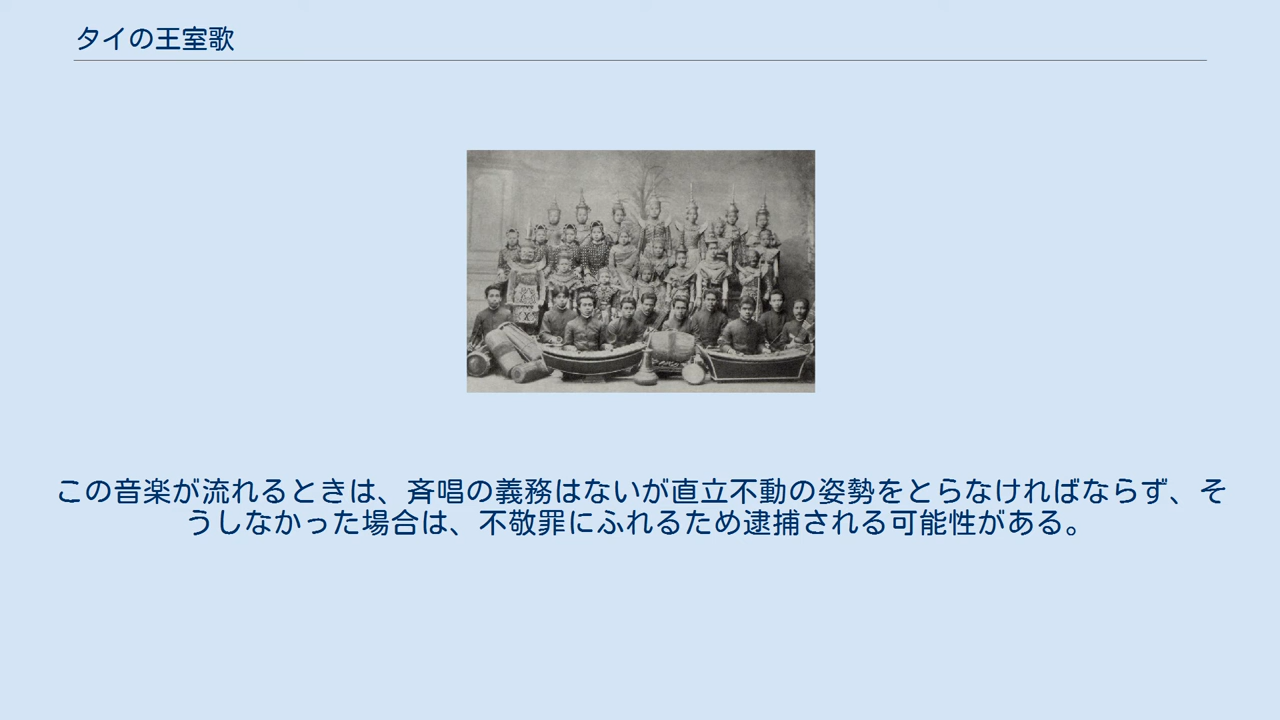 タイの王室歌
この音楽が流れるときは、斉唱の義務はないが直立不動の姿勢をとらなければならず、そ
うしなかった場合は、不敬罪にふれるため逮捕される可能性がある。